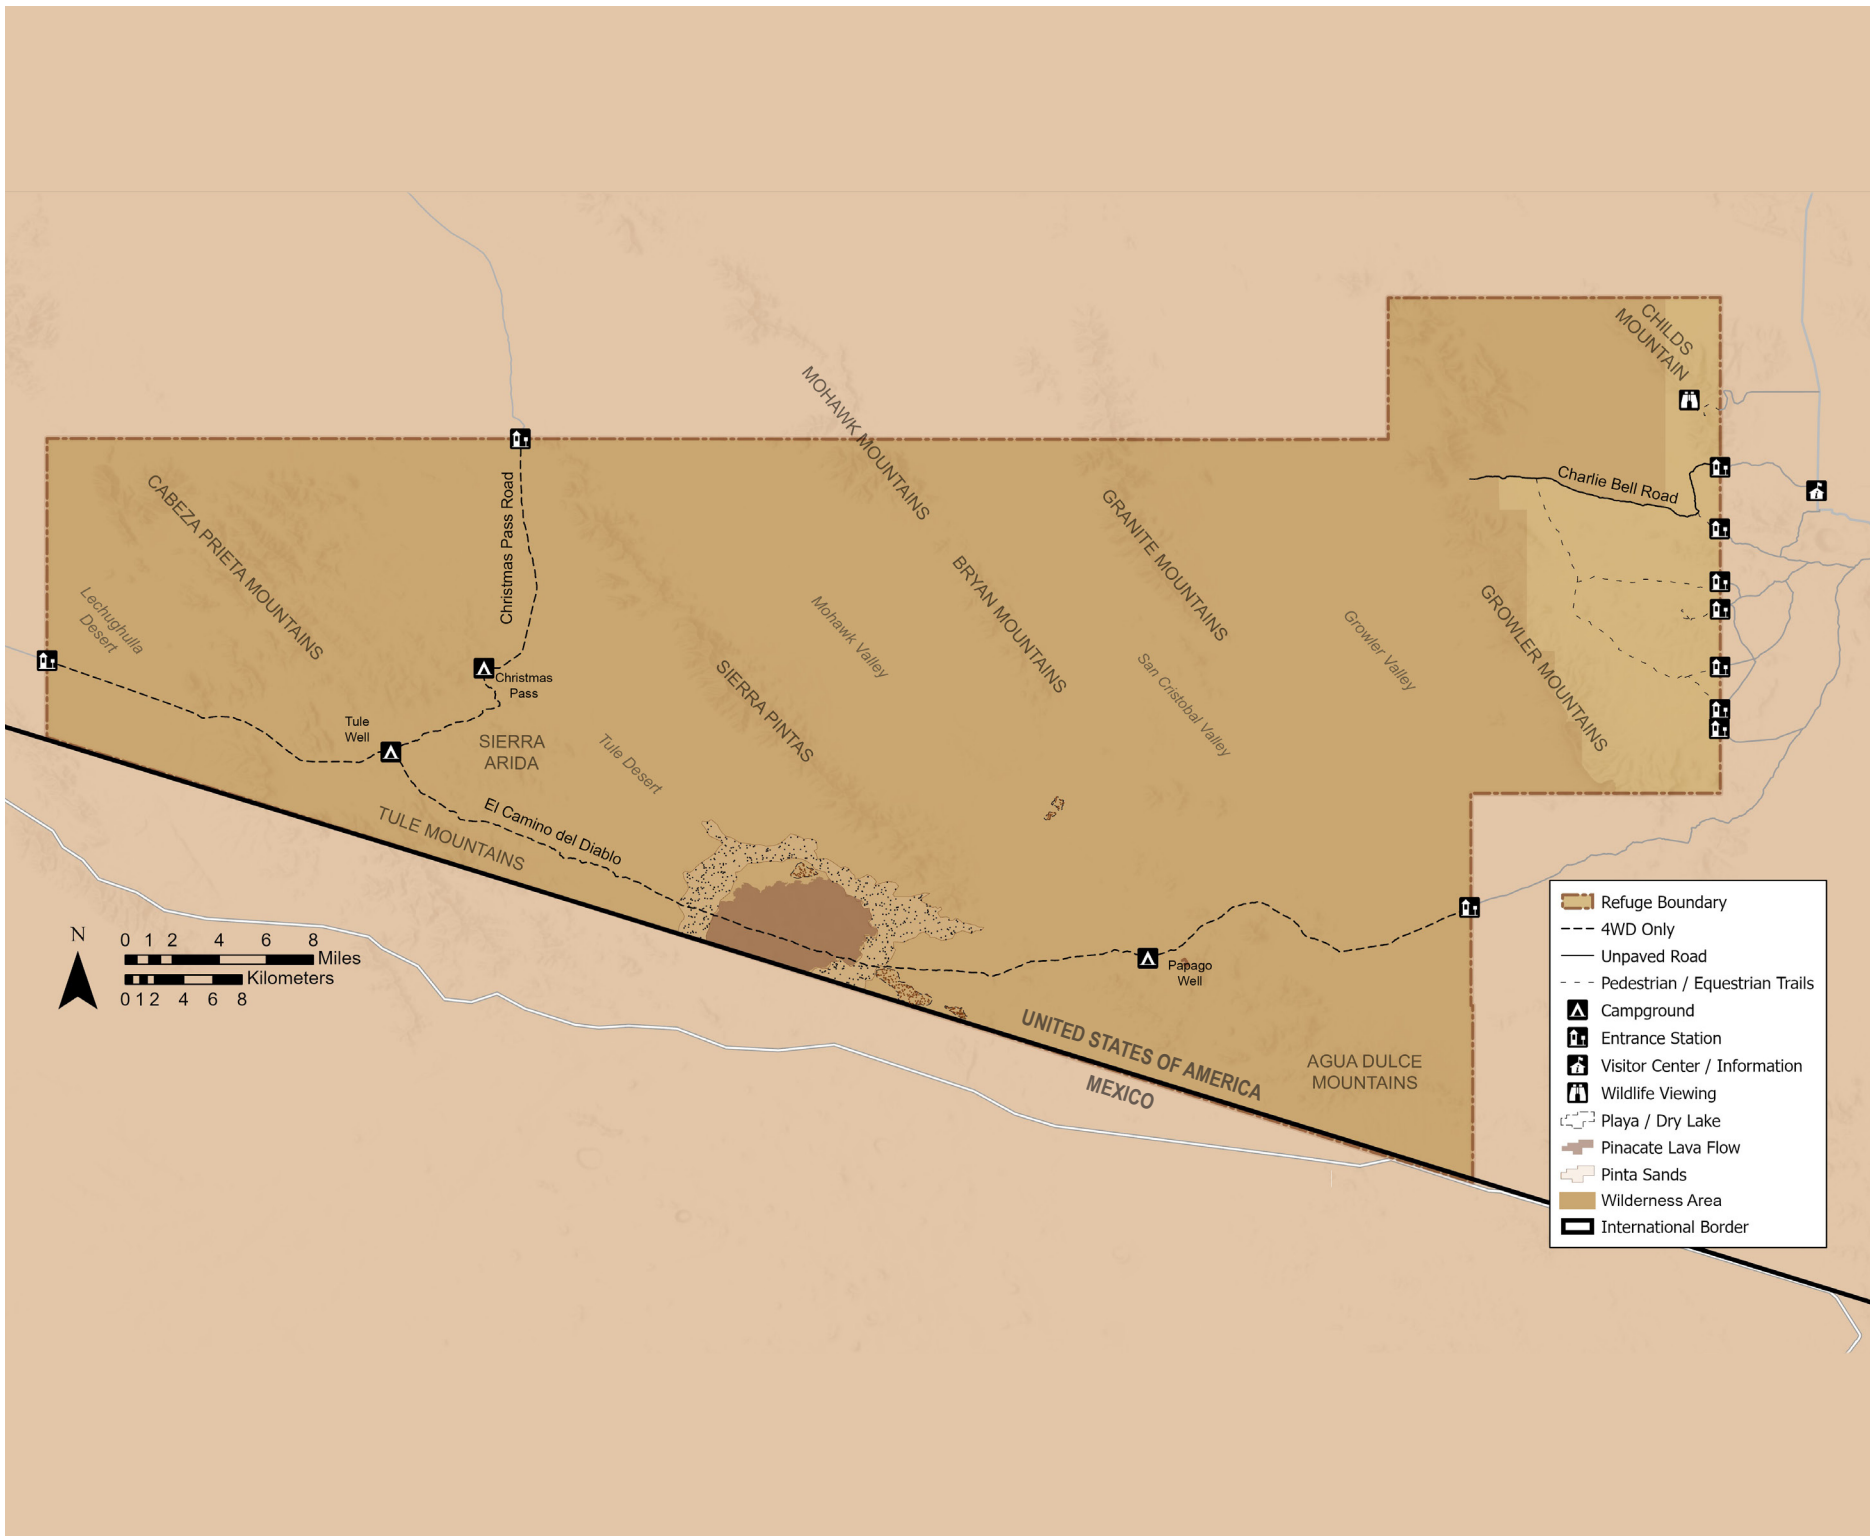 CHILDS
MOUNTAIN
MOHAWK MOUNTAINS
Charlie Bell Road
Christmas Pass Road
CABEZA PRIETA MOUNTAINS
GRANITE MOUNTAINS
BRYAN MOUNTAINS
Lechughulla
Desert
Mohawk Valley
Growler Valley
GROWLER MOUNTAINS
San Cristobal Valley
SIERRA PINTAS
Christmas
Pass
Tule
Well
SIERRA
ARIDA
Tule Desert
El Camino del Diablo
TULE MOUNTAINS
N
0 1 2 4 6 8
Miles
Kilometers
0 1 2 4 6 8
Papago
Well
UNITED STATES OF AMERICA
MEXICO
AGUA DULCE
MOUNTAINS
Refuge Boundary
4WD Only
Unpaved Road
Pedestrian / Equestrian Trails
Campground
Entrance Station
Visitor Center / Information
Wildlife Viewing
Playa / Dry Lake
Pinacate Lava Flow
Pinta Sands
Wilderness Area
International Border